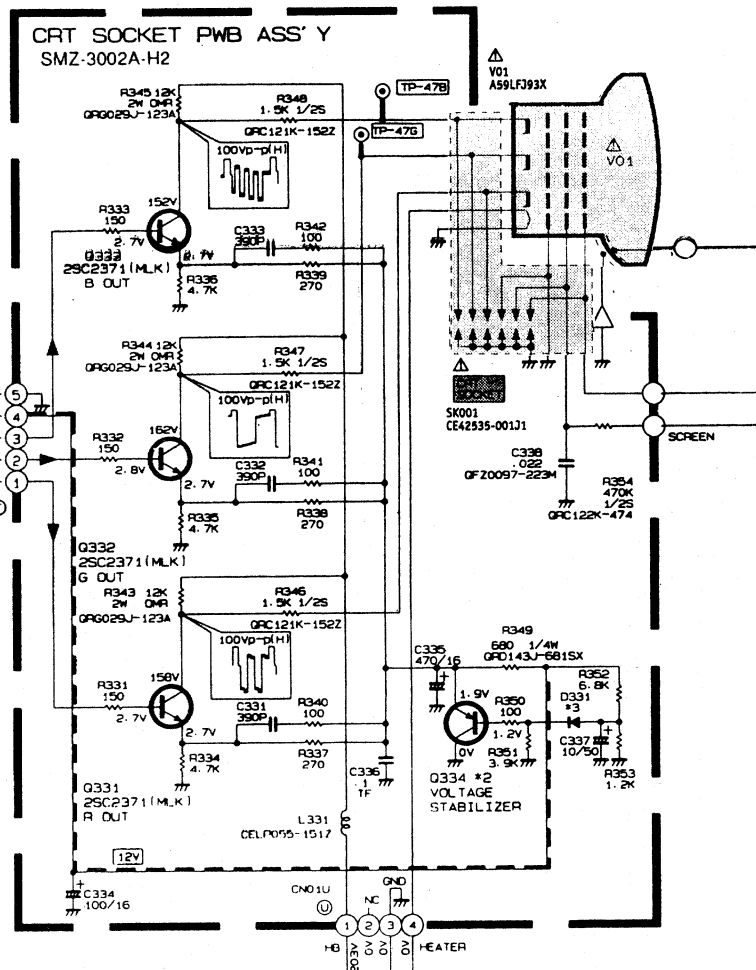 CRT SOCKET PWB ASS'Y
SMZ-3002A-H2
V01
A59LFJ93X
TP-47B
TP-47G
V01
R345 12K
2W OMR
QRG029J-123A
R348
1.5K 1/2S
QRC121K-152Z
100Vp-p(H)
152V
R333
150
2.7V
2.7V
2SC2371(MLK)
B OUT
R336
4.7K
C333
390P
R342
100
R339
270
R344 12K
2W OMR
QRG029J-123A
R347
1.5K 1/2S
QRC121K-152Z
100Vp-p(H)
CRT
SOCKET
SK001
CE42535-001J1
5
4
3
2
1
162V
R332
150
2.8V
2.7V
C332
390P
R341
100
R338
270
R335
4.7K
Q332
2SC2371(MLK)
G OUT
SCREEN
C338
.022
QFZ0097-223M
R354
470K
1/2S
QRC122K-474
R343 12K
2W OMR
QRG029J-123A
R346
1.5K 1/2S
QRC121K-152Z
100Vp-p(H)
158V
R331
150
2.7V
2.7V
C331
390P
R340
100
R337
270
R334
4.7K
Q331
2SC2371(MLK)
R OUT
C335
470/16
R349
680 1/4W
QRD143J-681SX
R352
6.8K
1.9V
R350
100
1.2V
D331
*3
C337
10/50
0V
R351
3.9K
R353
1.2K
Q334 *2
VOLTAGE
STABILIZER
C336
.1
TF
L331
CELP055-151Z
12V
C334
100/16
CN01U
U
NC
GND
1
2
3
4
HB
0V
0V
0V
HEATER